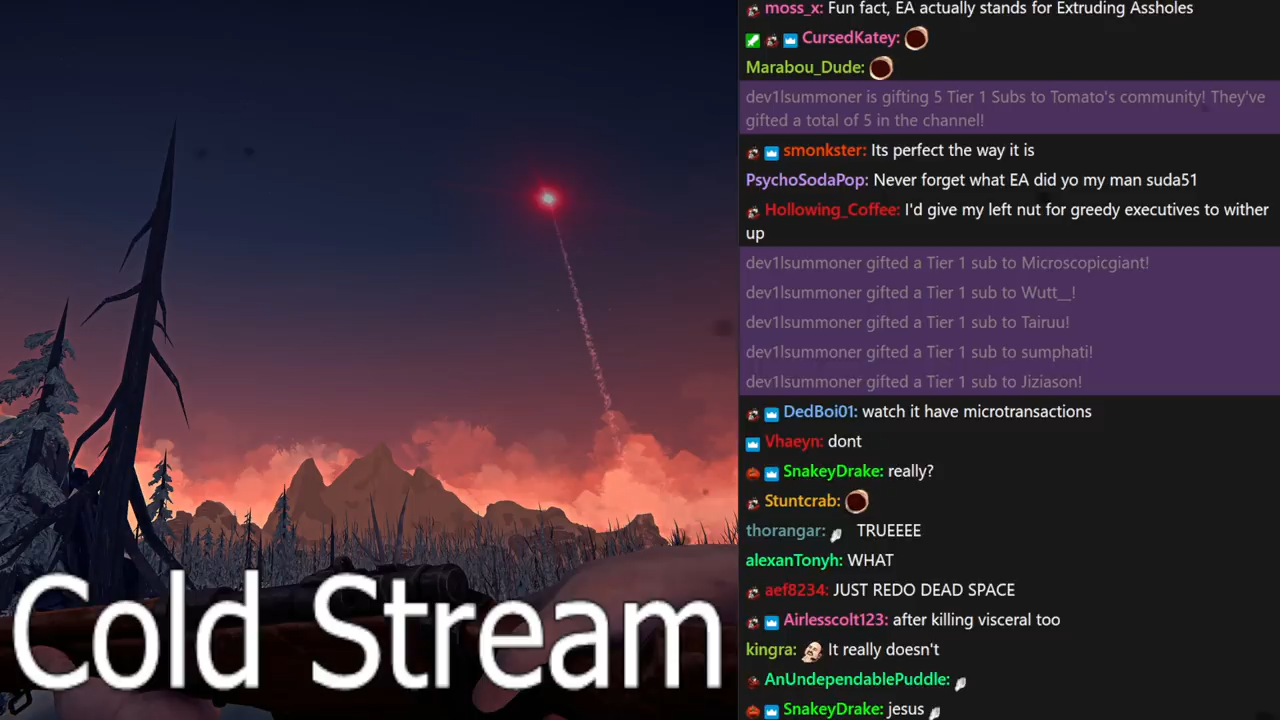 moss_x: Fun fact, EA actually stands for Extruding Assholes
CursedKatey:
Marabou_Dude:
dev1lsummoner is gifting 5 Tier 1 Subs to Tomato's community! They've
gifted a total of 5 in the channel!
smonkster: Its perfect the way it is
PsychoSodaPop: Never forget what EA did yo my man suda51
Hollowing_Coffee: I'd give my left nut for greedy executives to wither
up
dev1lsummoner gifted a Tier 1 sub to Microscopicgiant!
dev1lsummoner gifted a Tier 1 sub to Wutt__!
dev1lsummoner gifted a Tier 1 sub to Tairuu!
dev1lsummoner gifted a Tier 1 sub to sumphati!
dev1lsummoner gifted a Tier 1 sub to Jiziason!
DedBoi01: watch it have microtransactions
Vhaeyn: dont
SnakeyDrake: really?
Stuntcrab:
thorangar: TRUEEEE
alexanTonyh: WHAT
aef8234: JUST REDO DEAD SPACE
Airlesscolt123: after killing visceral too
kingra: It really doesn't
AnUndependablePuddle:
SnakeyDrake: jesus
Cold Stream